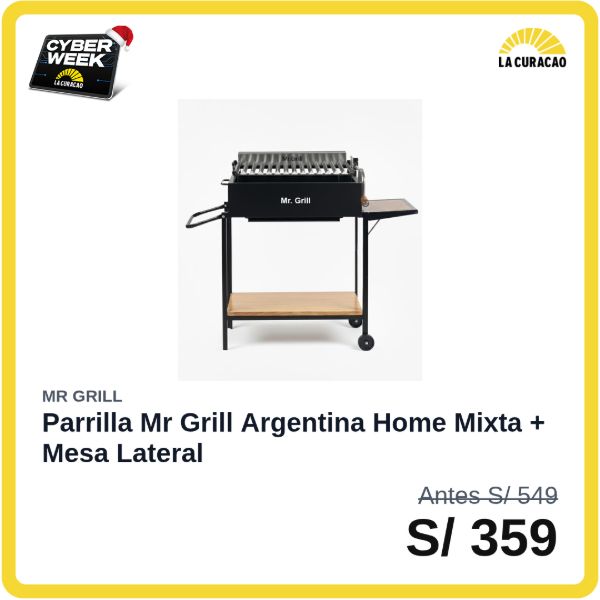 CYBER
WEEK
LA CURACAO
LA CURACAO
Mr. Grill
MR GRILL
Parrilla Mr Grill Argentina Home Mixta +
Mesa Lateral
Antes S/ 549
S/ 359